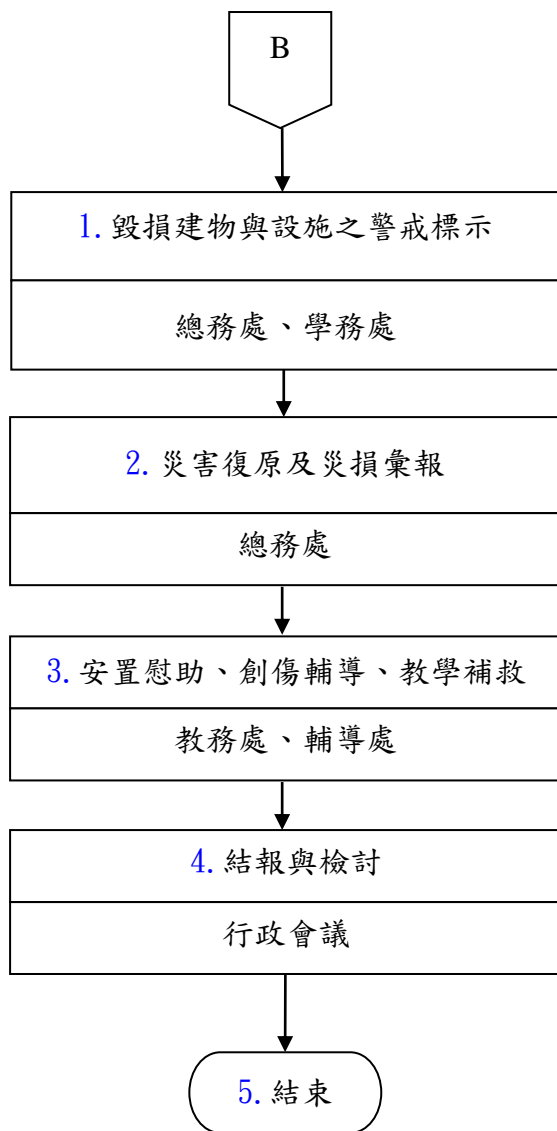 B
1.毀損建物與設施之警戒標示
總務處、學務處
2.災害復原及災損彙報
總務處
3.安置慰助、創傷輔導、教學補救
教務處、輔導處
4.結報與檢討
行政會議
5.結束